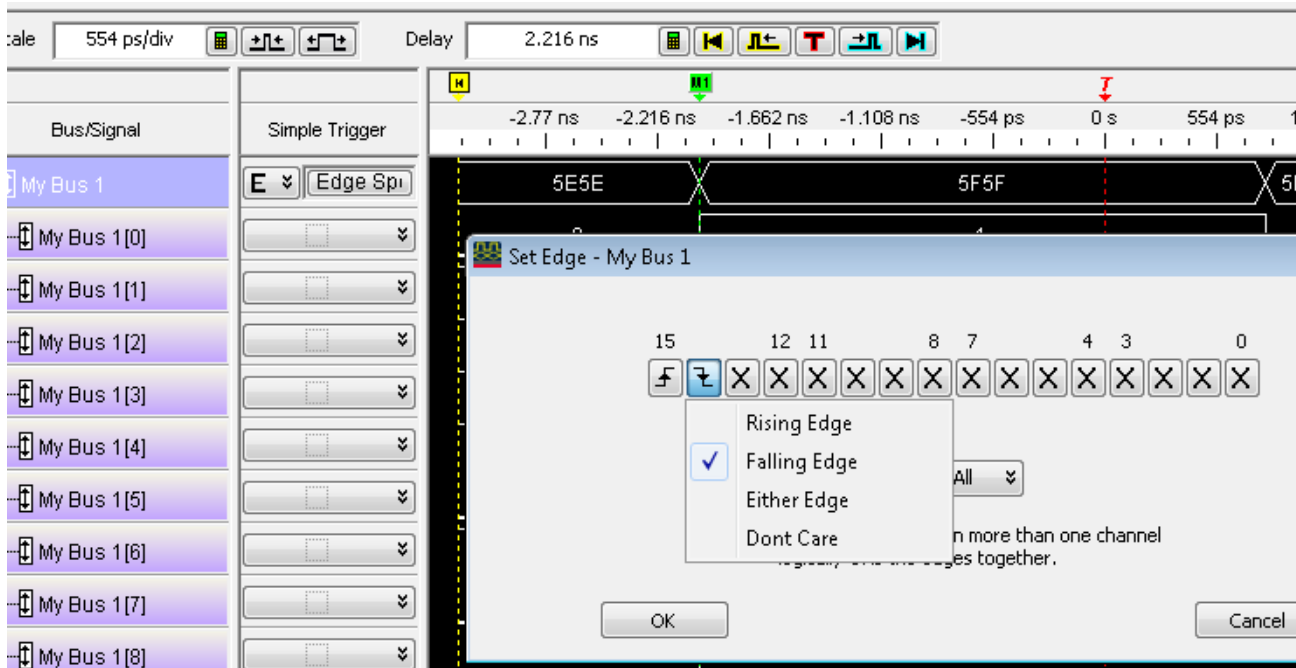 cale 554 ps/div Delay 2.216 ns T
H M1 T
Bus/Signal Simple Trigger -2.77 ns -2.216 ns -1.662 ns -1.108 ns -554 ps 0 s 554 ps 1
My Bus 1 E Edge Spe 5E5E 5F5F
My Bus 1[0]
My Bus 1[1]
My Bus 1[2]
My Bus 1[3]
My Bus 1[4]
My Bus 1[5]
My Bus 1[6]
My Bus 1[7]
My Bus 1[8]
Set Edge - My Bus 1
15 12 11 8 7 4 3 0
X X X X X X X X X X X X X X
Rising Edge
Falling Edge
Either Edge
Dont Care
All
n more than one channel
edges together.
OK Cancel